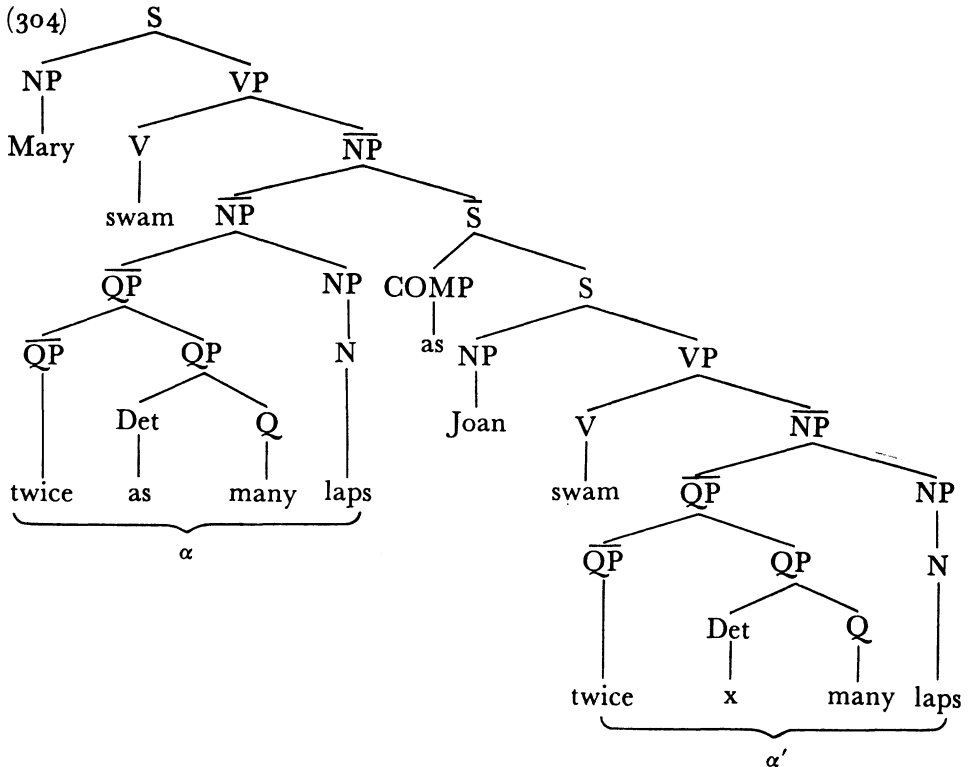 (304) S
NP VP
Mary V N̅P̅
swam N̅P̅ S̅
Q̅P̅ NP COMP S
Q̅P̅ QP N as NP VP
Det Q Joan V N̅P̅
twice as many laps swam Q̅P̅ NP
α Q̅P̅ QP N
Det Q
twice x many laps
α′